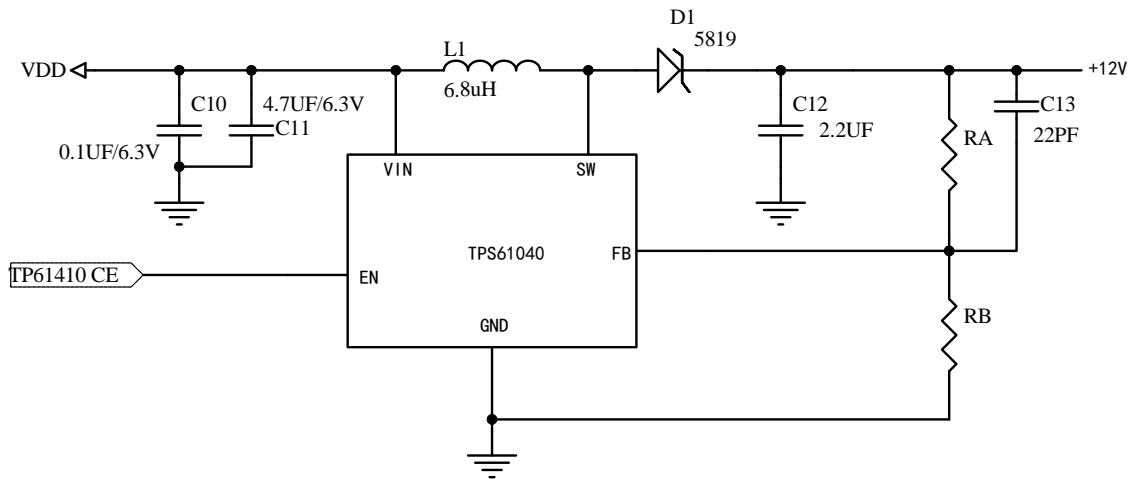 D1
5819
L1
6.8uH
VDD
+12V
C10
4.7UF/6.3V
C11
0.1UF/6.3V
C12
2.2UF
C13
22PF
RA
VIN
SW
TPS61040
FB
TP61410 CE
EN
GND
RB